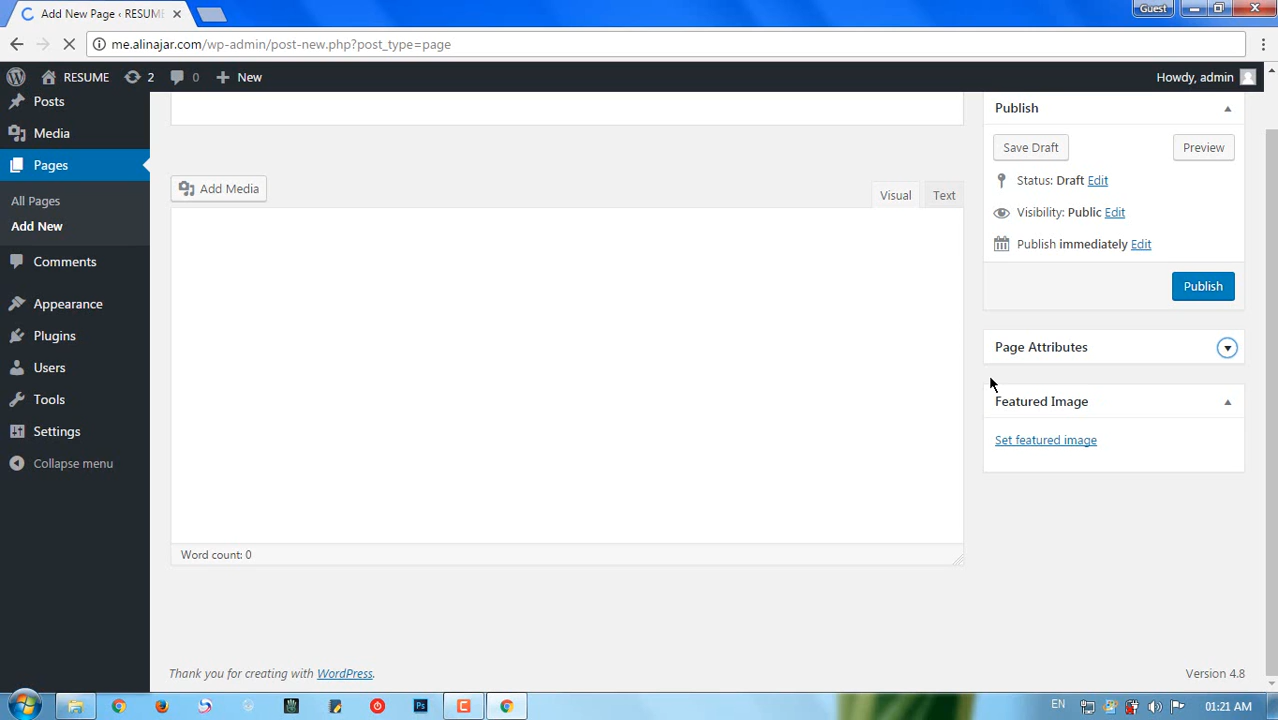 Add New Page ‹ RESUME
Guest
me.alinajar.com/wp-admin/post-new.php?post_type=page
RESUME
2
0
New
Howdy, admin
Posts
Media
Pages
All Pages
Add New
Comments
Appearance
Plugins
Users
Tools
Settings
Collapse menu
Add Media
Visual
Text
Word count: 0
Publish
Save Draft
Preview
Status: Draft Edit
Visibility: Public Edit
Publish immediately Edit
Publish
Page Attributes
Featured Image
Set featured image
Thank you for creating with WordPress.
Version 4.8
Ps
C
EN
01:21 AM